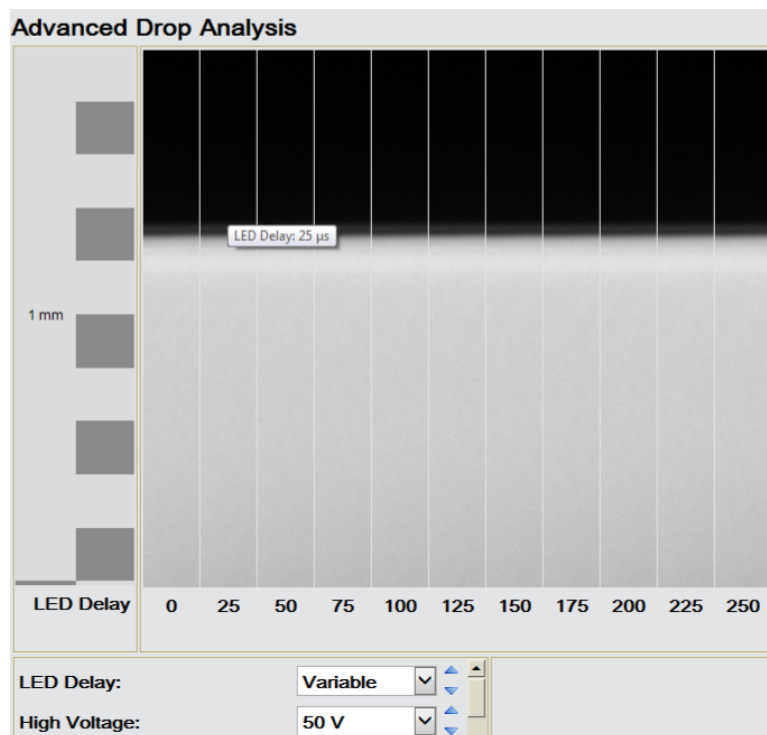 Advanced Drop Analysis
LED Delay: 25 µs
1 mm
LED Delay 0 25 50 75 100 125 150 175 200 225 250
LED Delay: Variable
High Voltage: 50 V